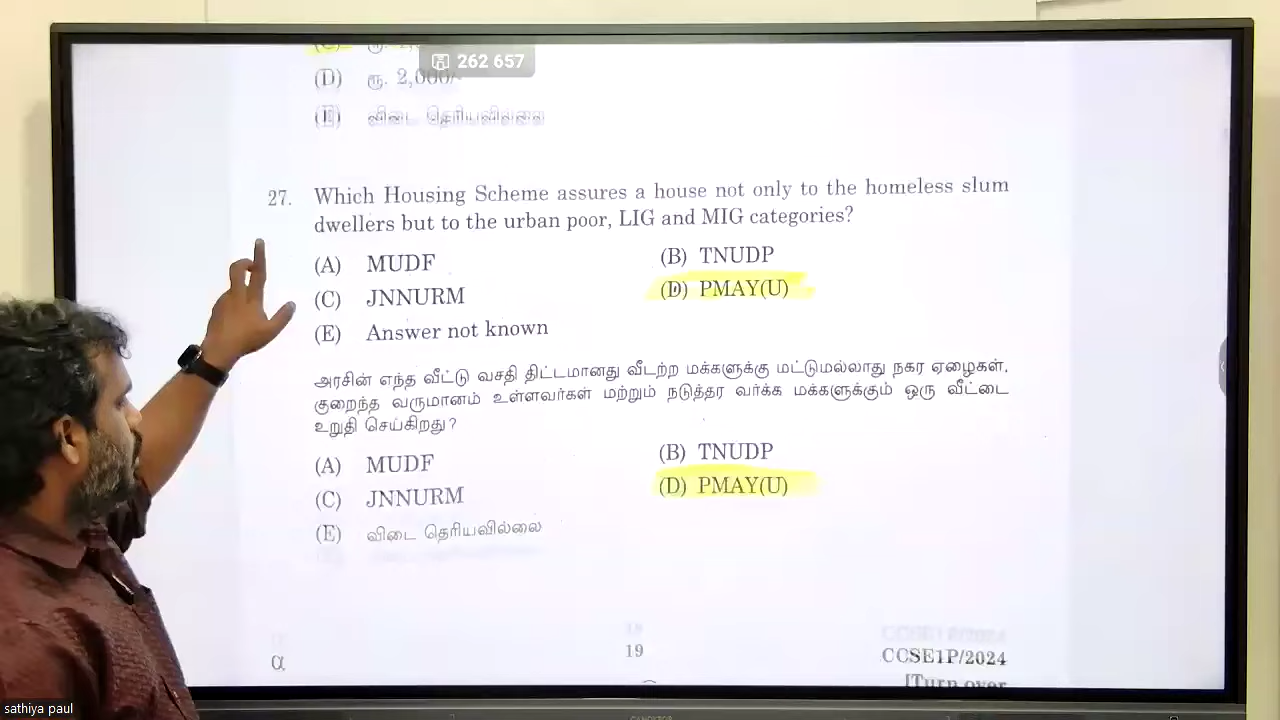 262 657
(D) ரூ. 2,000/-
(E) விடை தெரியவில்லை
27. Which Housing Scheme assures a house not only to the homeless slum
dwellers but to the urban poor, LIG and MIG categories?
(A) MUDF (B) TNUDP
(C) JNNURM (D) PMAY(U)
(E) Answer not known
அரசின் எந்த வீட்டு வசதி திட்டமானது வீடற்ற மக்களுக்கு மட்டுமல்லாது நகர ஏழைகள்,
குறைந்த வருமானம் உள்ளவர்கள் மற்றும் நடுத்தர வர்க்க மக்களுக்கும் ஒரு வீட்டை
உறுதி செய்கிறது?
(A) MUDF (B) TNUDP
(C) JNNURM (D) PMAY(U)
(E) விடை தெரியவில்லை
19
α CCSE1P/2024
[Turn over
sathiya paul